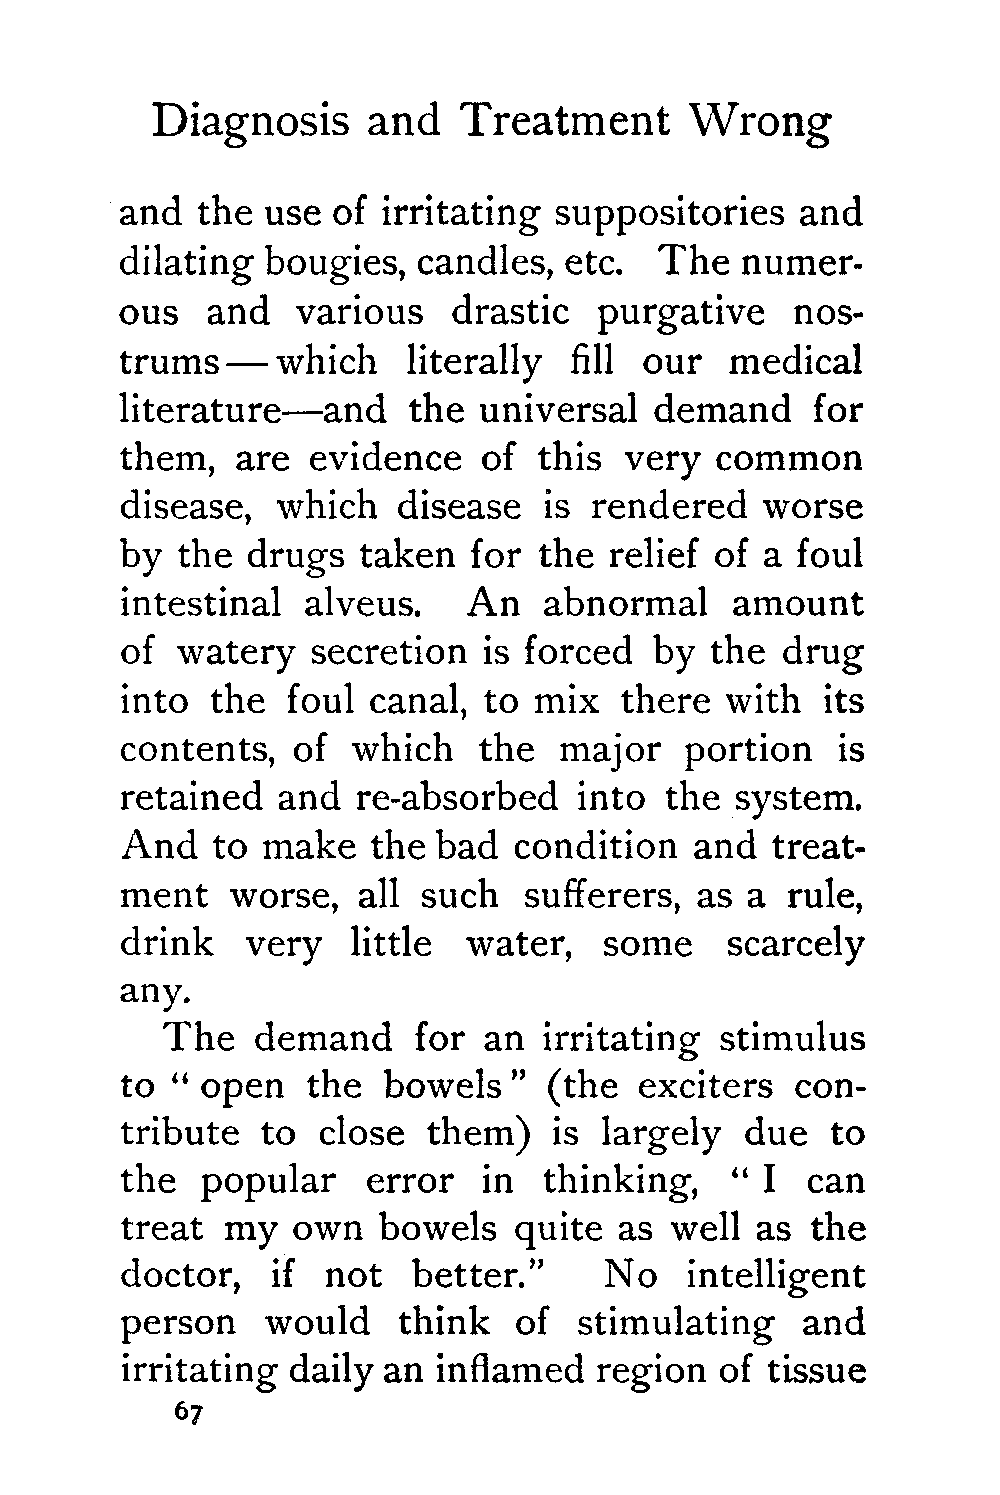 Diagnosis and Treatment Wrong
and the use of irritating suppositories and
dilating bougies, candles, etc. The numer-
ous and various drastic purgative nos-
trums — which literally fill our medical
literature—and the universal demand for
them, are evidence of this very common
disease, which disease is rendered worse
by the drugs taken for the relief of a foul
intestinal alveus. An abnormal amount
of watery secretion is forced by the drug
into the foul canal, to mix there with its
contents, of which the major portion is
retained and re-absorbed into the system.
And to make the bad condition and treat-
ment worse, all such sufferers, as a rule,
drink very little water, some scarcely
any.
The demand for an irritating stimulus
to “ open the bowels ” (the exciters con-
tribute to close them) is largely due to
the popular error in thinking, “ I can
treat my own bowels quite as well as the
doctor, if not better.” No intelligent
person would think of stimulating and
irritating daily an inflamed region of tissue
67